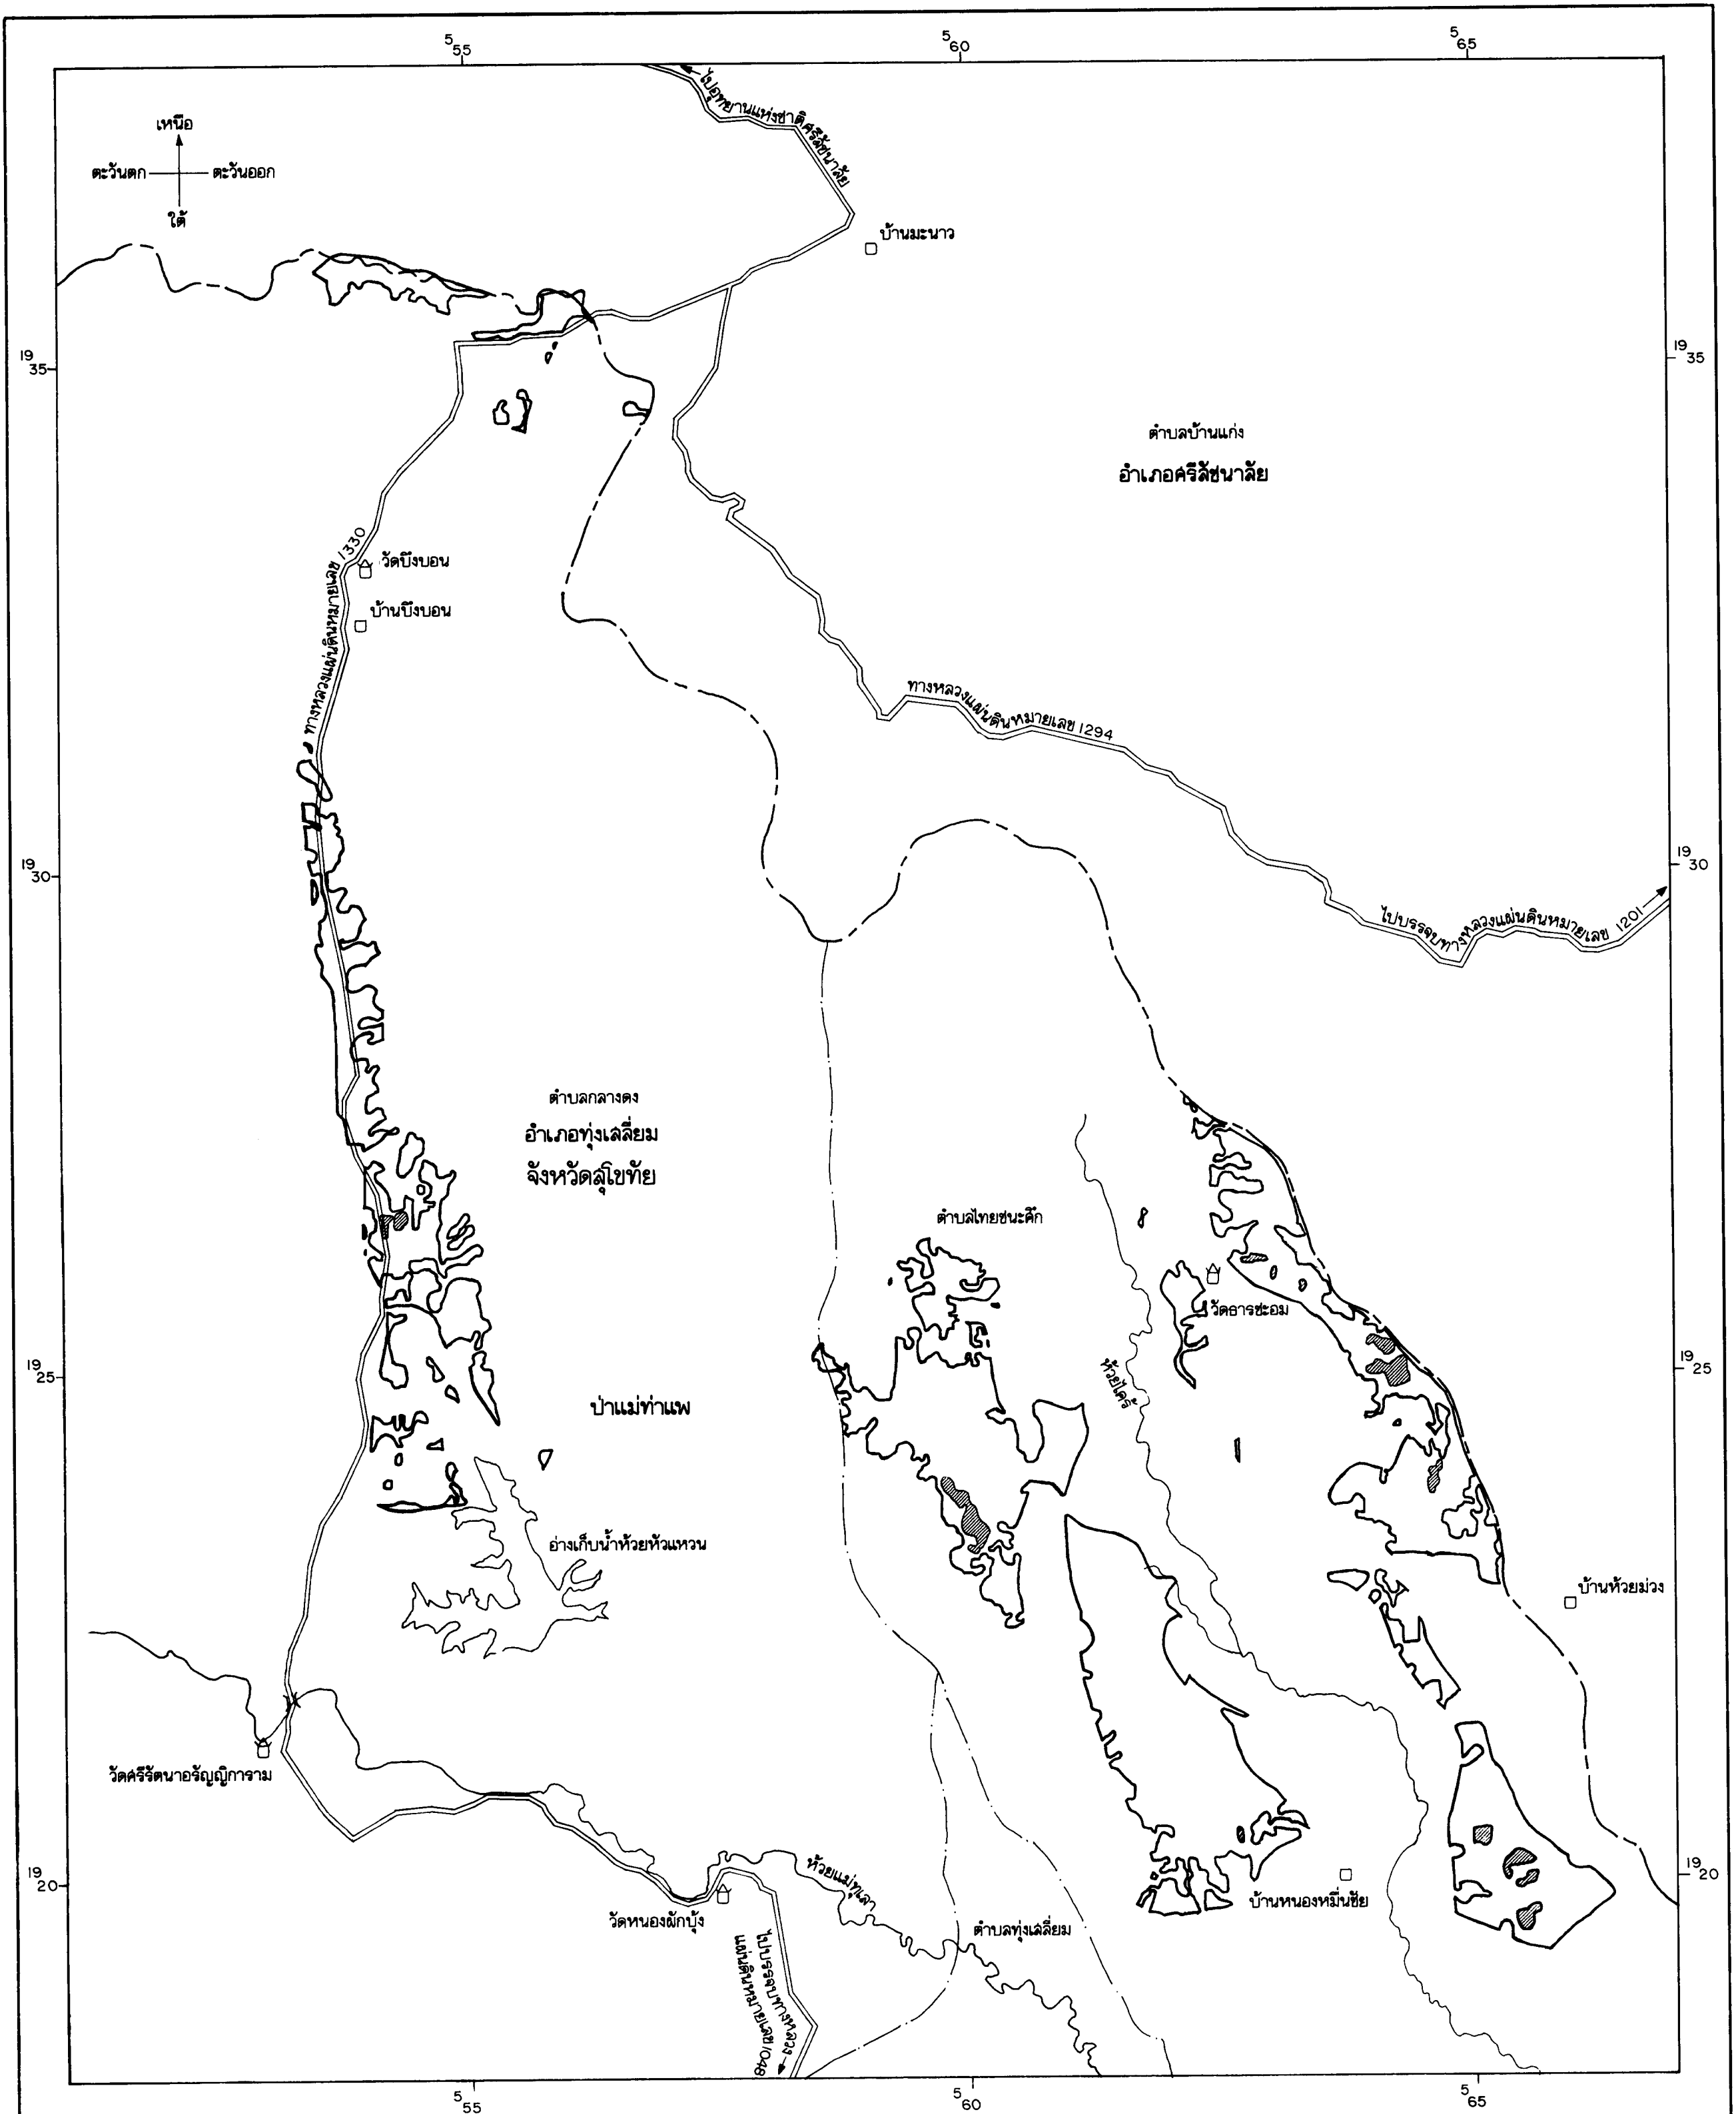 5 55
5 60
5 65
เหนือ
ตะวันตก
ตะวันออก
ใต้
ไปอุทยานแห่งชาติศรีสัชนาลัย
บ้านมะนาว
19 35
19 35
ตำบลบ้านแก่ง
อำเภอศรีสัชนาลัย
ทางหลวงแผ่นดินหมายเลข 1330
วัดบึงบอน
บ้านบึงบอน
ทางหลวงแผ่นดินหมายเลข 1294
19 30
19 30
ไปบรรจบทางหลวงแผ่นดินหมายเลข 1201
ตำบลกลางดง
อำเภอทุ่งเสลี่ยม
จังหวัดสุโขทัย
ตำบลไทยชนะศึก
วัดธารชะอม
19 25
19 25
ห้วยไคร้
ป่าแม่ท่าแพ
อ่างเก็บน้ำห้วยหัวแหวน
บ้านห้วยม่วง
วัดศรีรัตนาอรัญญิการาม
19 20
19 20
ห้วยแม่ทุเลา
บ้านหนองหมื่นชัย
วัดหนองผักบุ้ง
ตำบลทุ่งเสลี่ยม
ไปบรรจบทางหลวง
แผ่นดินหมายเลข 1048
5 55
5 60
5 65